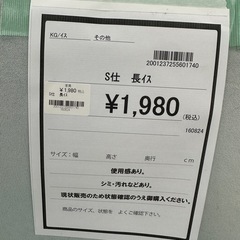 KG/イス その他
2001237255601740
S仕 長イス
¥1,980
¥1,980
(税込)
160824
サイズ:幅 高さ 奥行 cm
使用感あり。
シミ・汚れなどあり。
現状販売のため状態確認のうえ御購入ください。
商品のサイズ、状態を よくご確認下さい。